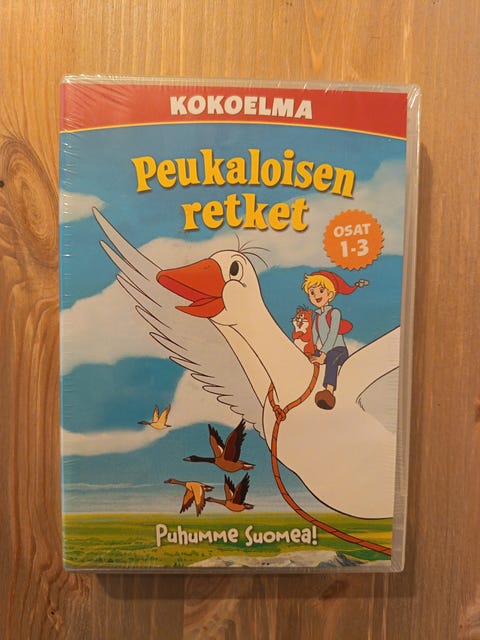 KOKOELMA
Peukaloisen
retket
OSAT
1-3
Puhumme Suomea!